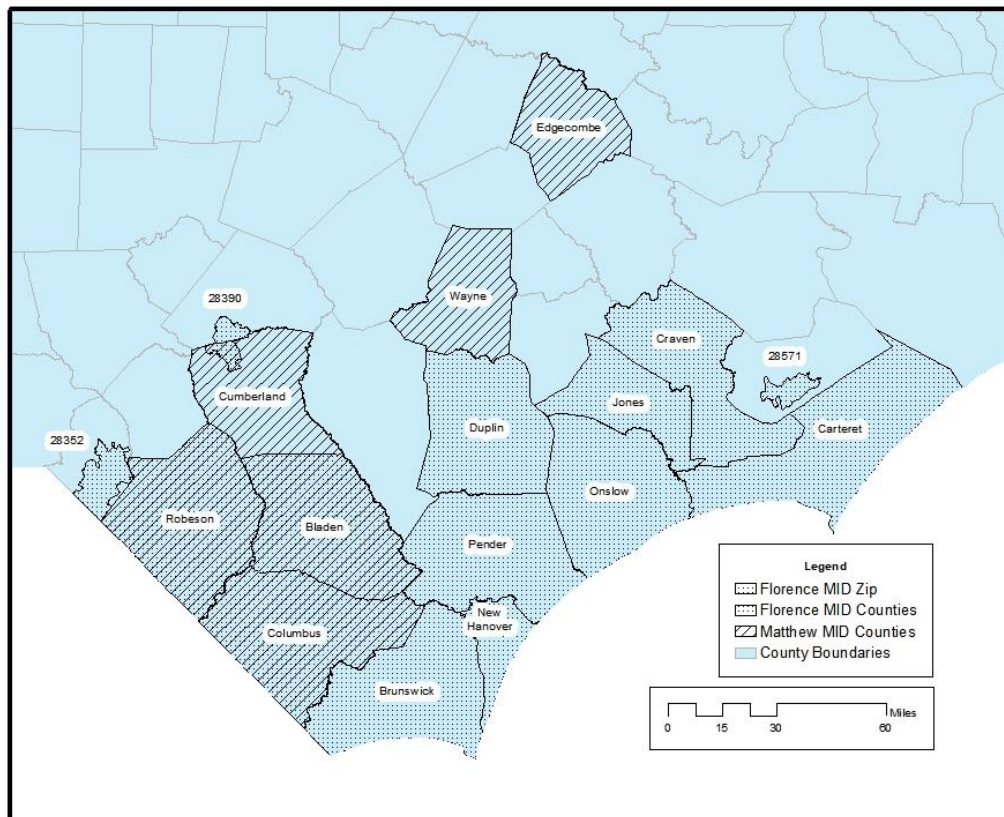 Edgecombe
28390
Wayne
Craven
28571
Cumberland
Jones
28352
Duplin
Carteret
Onslow
Robeson
Bladen
Pender
New
Hanover
Columbus
Brunswick
Legend
Florence MID Zip
Florence MID Counties
Matthew MID Counties
County Boundaries
Miles
0 15 30 60